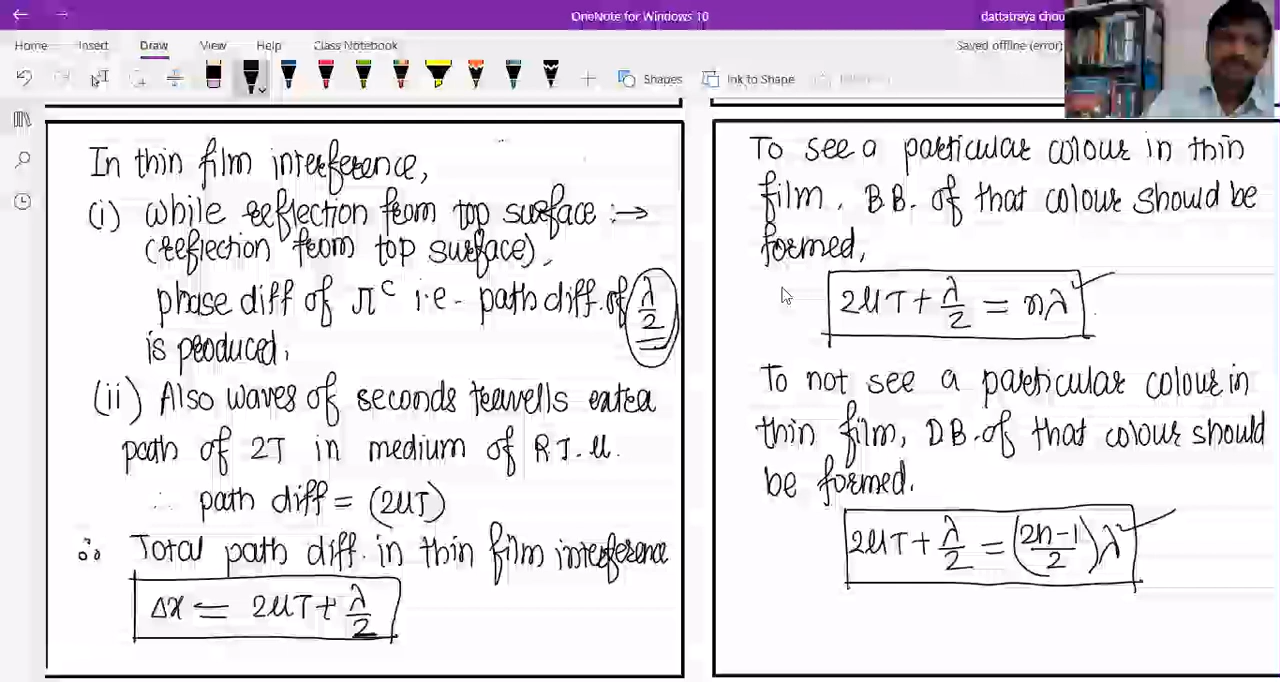 OneNote for Windows 10
dattatraya chou
Home Insert Draw View Help Class Notebook
Saved offline (error)
Shapes
Ink to Shape
In thin film interference,
(i) while reflection from top surface :→
(reflection from top surface),
phase diff of π^c i.e- path diff. of λ/2
is produced.
(ii) Also waves of seconds travells extra
path of 2T in medium of R.I. μ.
∴ path diff = (2μT)
∴ Total path diff. in thin film interference
Δx = 2μT + λ/2
To see a particular colour in thin
film, B.B. of that colour should be
formed,
2μT + λ/2 = nλ
To not see a particular colour in
thin film, D.B. of that colour should
be formed.
2μT + λ/2 = (2n-1/2)λ